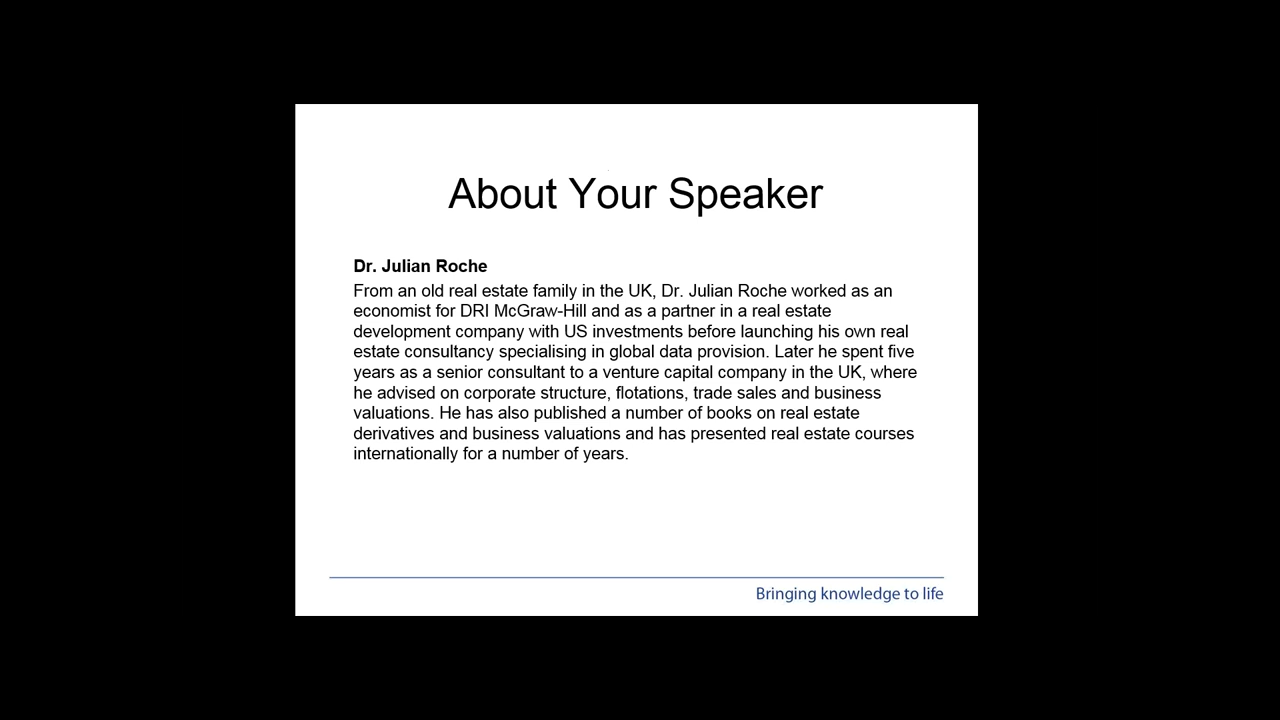 About Your Speaker
Dr. Julian Roche
From an old real estate family in the UK, Dr. Julian Roche worked as an
economist for DRI McGraw-Hill and as a partner in a real estate
development company with US investments before launching his own real
estate consultancy specialising in global data provision. Later he spent five
years as a senior consultant to a venture capital company in the UK, where
he advised on corporate structure, flotations, trade sales and business
valuations. He has also published a number of books on real estate
derivatives and business valuations and has presented real estate courses
internationally for a number of years.
Bringing knowledge to life